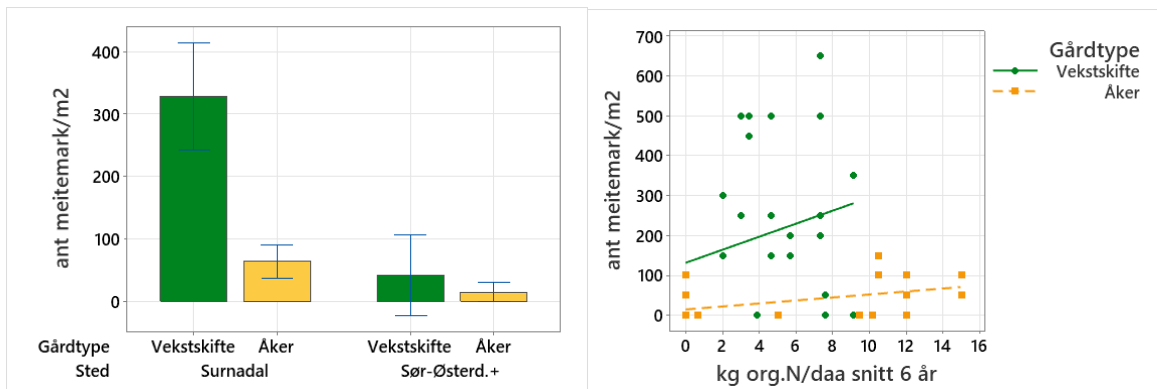 ant meitemark/m2
400
300
200
100
0
Gårdtype Vekstskifte Åker Vekstskifte Åker
Sted Surnadal Sør-Østerd.+
ant meitemark/m2
700
600
500
400
300
200
100
0
0 2 4 6 8 10 12 14 16
kg org.N/daa snitt 6 år
Gårdtype
Vekstskifte
Åker